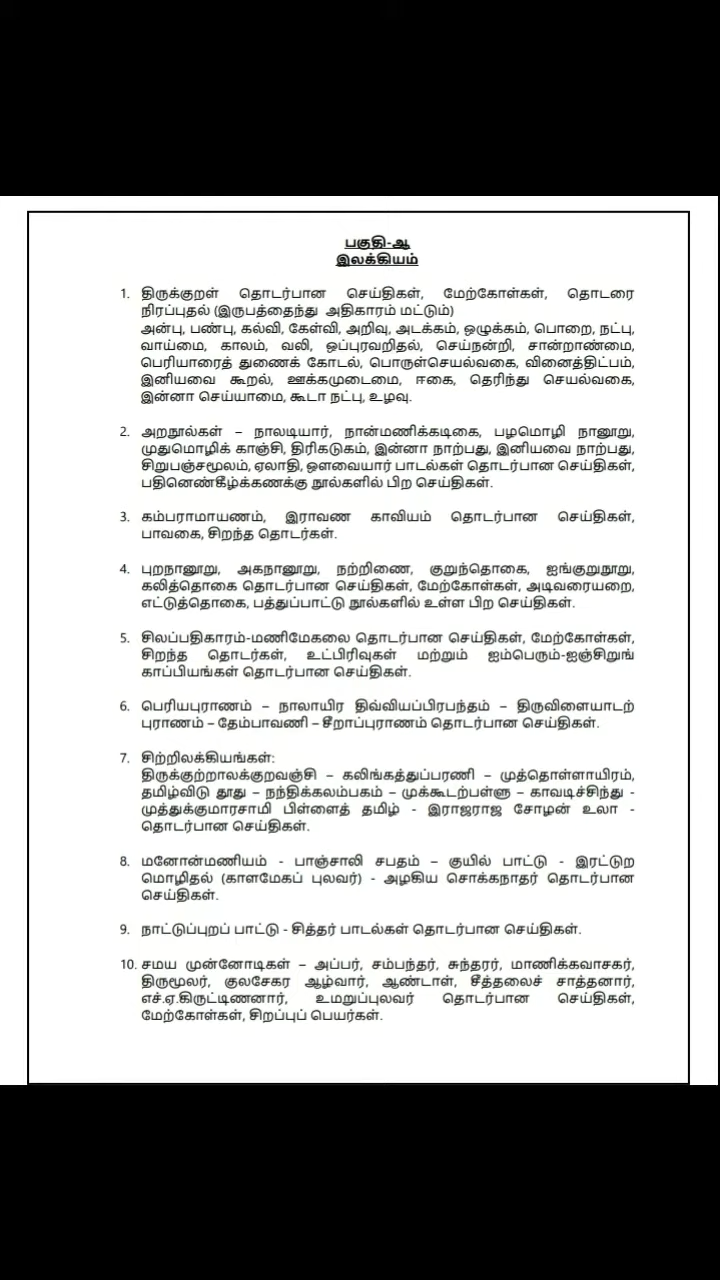 பகுதி-ஆ
இலக்கியம்
1. திருக்குறள் தொடர்பான செய்திகள், மேற்கோள்கள், தொடரை
நிரப்புதல் (இருபத்தைந்து அதிகாரம் மட்டும்)
அன்பு, பண்பு, கல்வி, கேள்வி, அறிவு, அடக்கம், ஒழுக்கம், பொறை, நட்பு,
வாய்மை, காலம், வலி, ஒப்புரவறிதல், செய்நன்றி, சான்றாண்மை,
பெரியாரைத் துணைக் கோடல், பொருள்செயல்வகை, வினைத்திட்பம்,
இனியவை கூறல், ஊக்கமுடைமை, ஈகை, தெரிந்து செயல்வகை,
இன்னா செய்யாமை, கூடா நட்பு, உழவு.
2. அறநூல்கள் – நாலடியார், நான்மணிக்கடிகை, பழமொழி நானூறு,
முதுமொழிக் காஞ்சி, திரிகடுகம், இன்னா நாற்பது, இனியவை நாற்பது,
சிறுபஞ்சமூலம், ஏலாதி, ஔவையார் பாடல்கள் தொடர்பான செய்திகள்,
பதினெண்கீழ்க்கணக்கு நூல்களில் பிற செய்திகள்.
3. கம்பராமாயணம், இராவண காவியம் தொடர்பான செய்திகள்,
பாவகை, சிறந்த தொடர்கள்.
4. புறநானூறு, அகநானூறு, நற்றிணை, குறுந்தொகை, ஐங்குறுநூறு,
கலித்தொகை தொடர்பான செய்திகள், மேற்கோள்கள், அடிவரையறை,
எட்டுத்தொகை, பத்துப்பாட்டு நூல்களில் உள்ள பிற செய்திகள்.
5. சிலப்பதிகாரம்-மணிமேகலை தொடர்பான செய்திகள், மேற்கோள்கள்,
சிறந்த தொடர்கள், உட்பிரிவுகள் மற்றும் ஐம்பெரும்-ஐஞ்சிறுங்
காப்பியங்கள் தொடர்பான செய்திகள்.
6. பெரியபுராணம் – நாலாயிர திவ்வியப்பிரபந்தம் – திருவிளையாடற்
புராணம் – தேம்பாவணி – சீறாப்புராணம் தொடர்பான செய்திகள்.
7. சிற்றிலக்கியங்கள்:
திருக்குற்றாலக்குறவஞ்சி – கலிங்கத்துப்பரணி – முத்தொள்ளாயிரம்,
தமிழ்விடு தூது – நந்திக்கலம்பகம் – முக்கூடற்பள்ளு – காவடிச்சிந்து -
முத்துக்குமாரசாமி பிள்ளைத் தமிழ் - இராஜராஜ சோழன் உலா -
தொடர்பான செய்திகள்.
8. மனோன்மணியம் - பாஞ்சாலி சபதம் – குயில் பாட்டு - இரட்டுற
மொழிதல் (காளமேகப் புலவர்) - அழகிய சொக்கநாதர் தொடர்பான
செய்திகள்.
9. நாட்டுப்புறப் பாட்டு - சித்தர் பாடல்கள் தொடர்பான செய்திகள்.
10. சமய முன்னோடிகள் – அப்பர், சம்பந்தர், சுந்தரர், மாணிக்கவாசகர்,
திருமூலர், குலசேகர ஆழ்வார், ஆண்டாள், சீத்தலைச் சாத்தனார்,
எச்.ஏ.கிருட்டிணனார், உமறுப்புலவர் தொடர்பான செய்திகள்,
மேற்கோள்கள், சிறப்புப் பெயர்கள்.